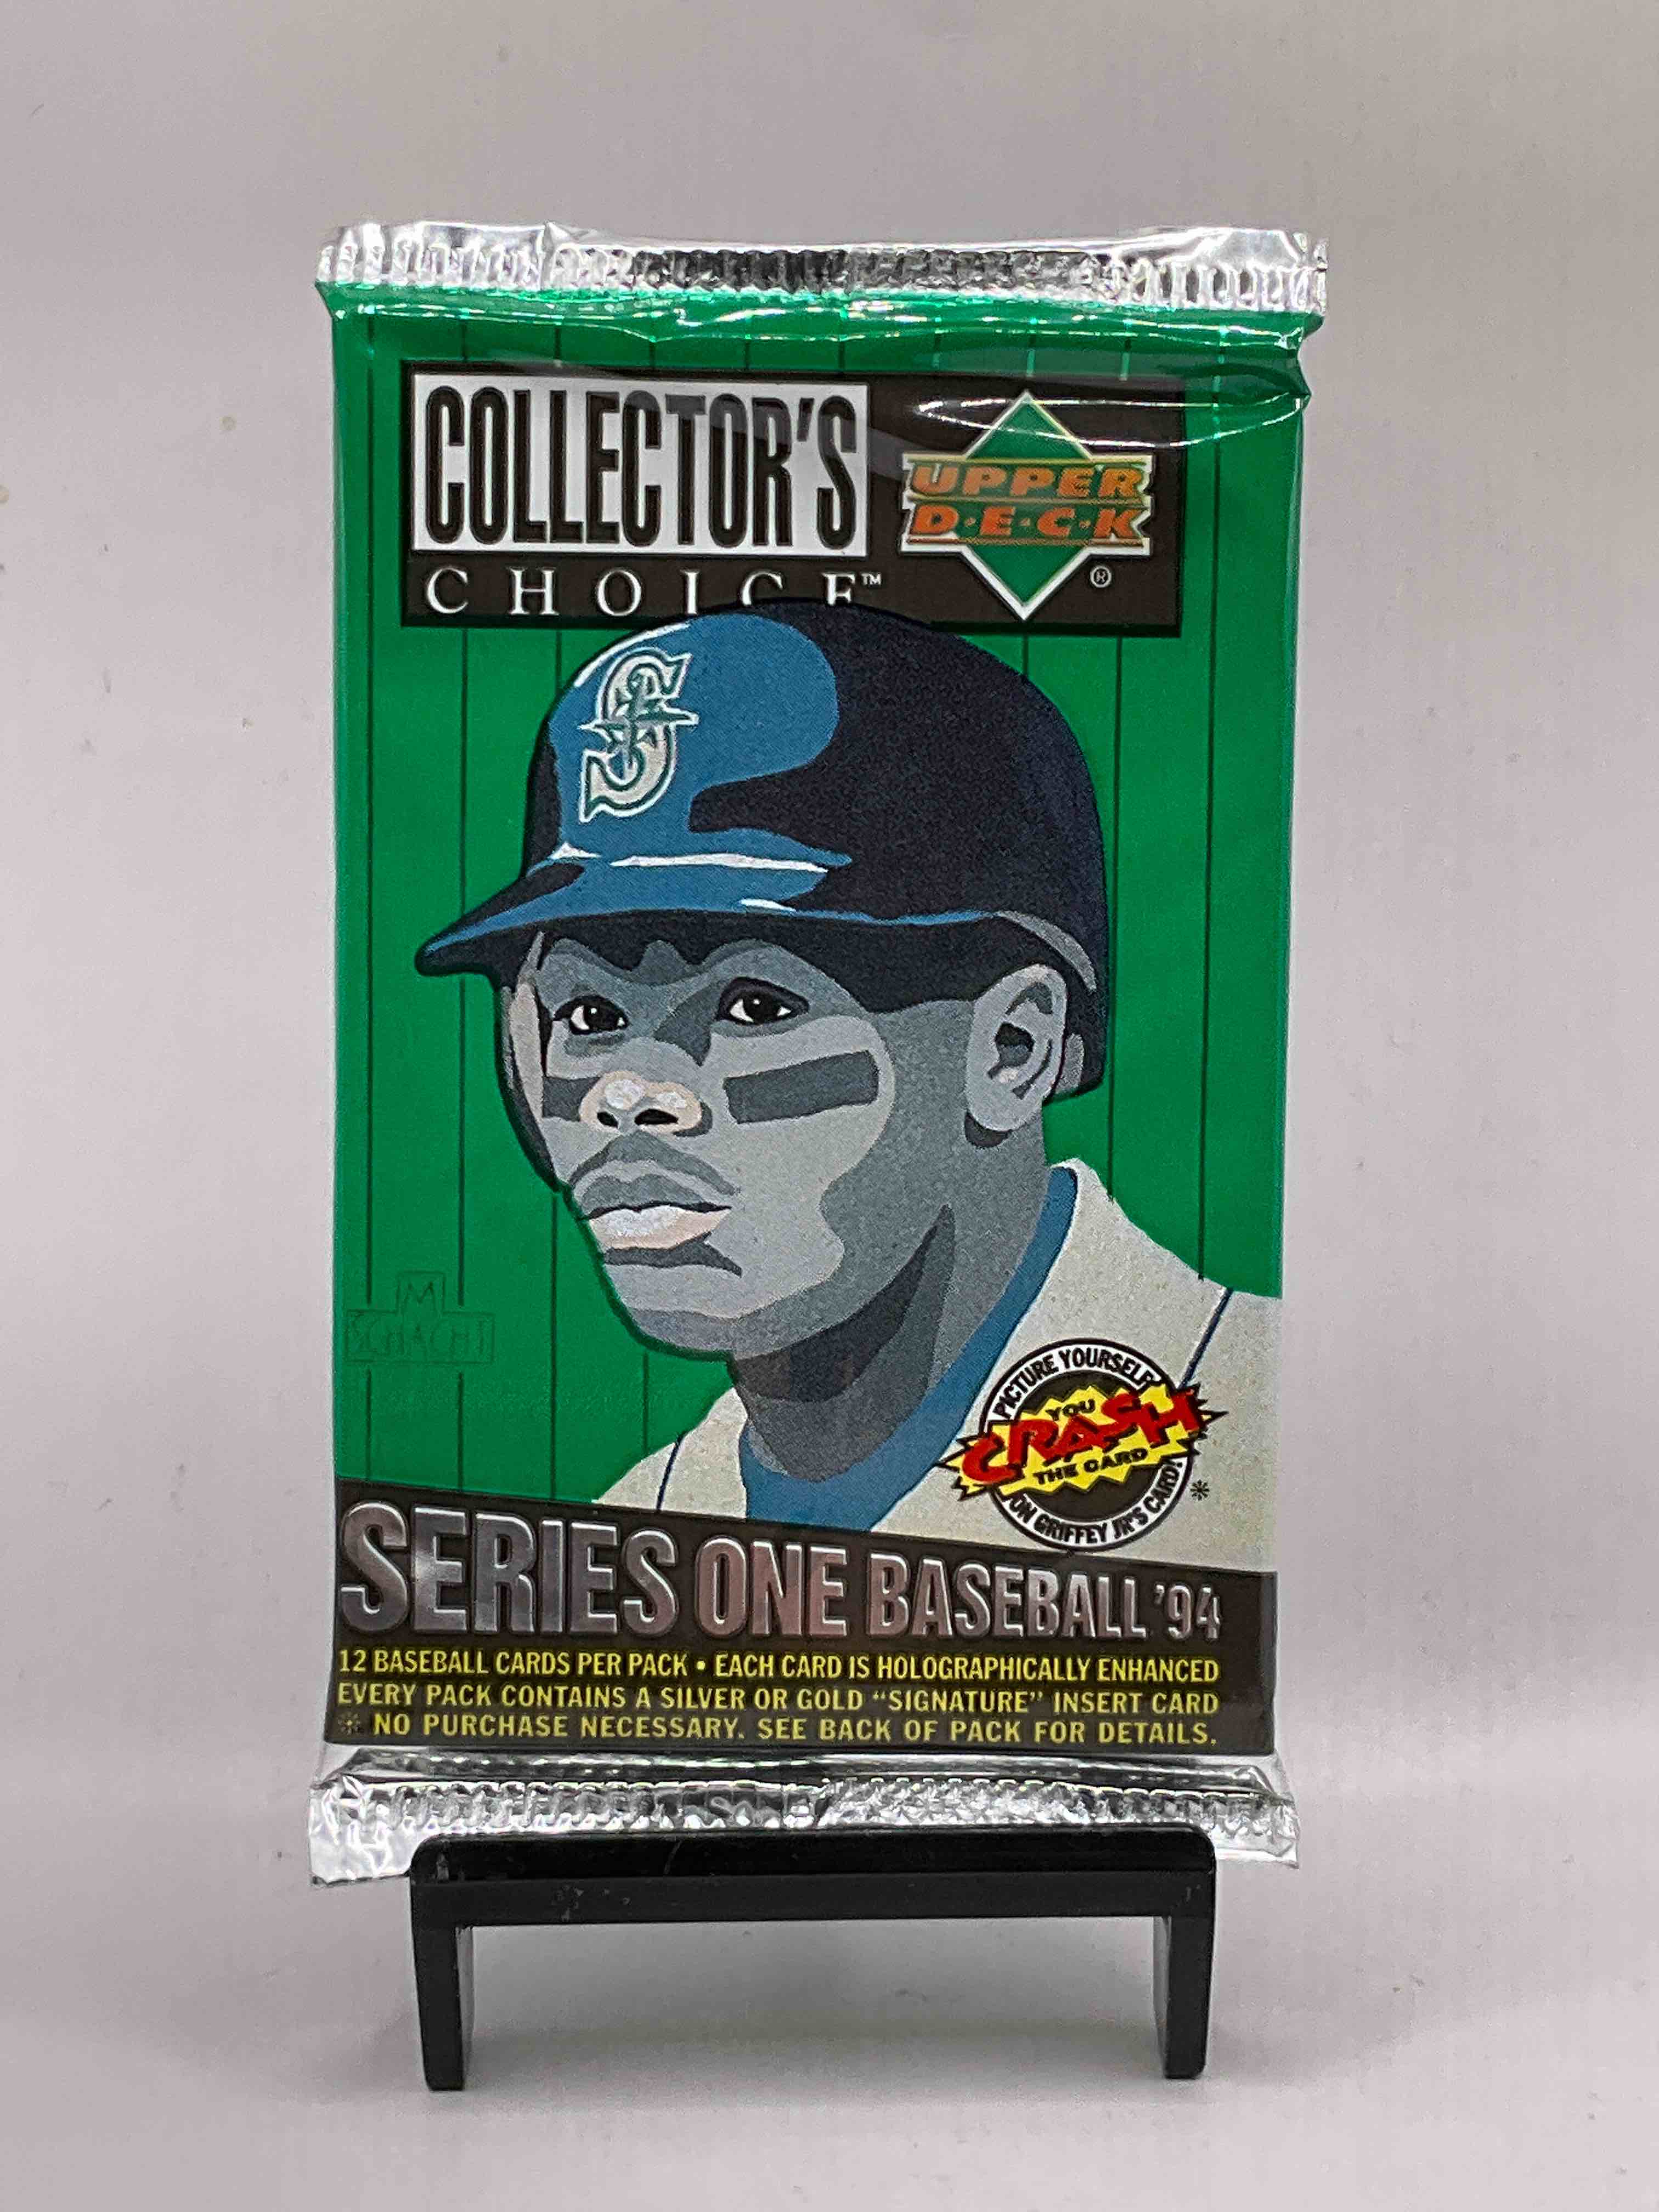 COLLECTOR'S
CHOICE™
UPPER
D·E·C·K
®
S
M
SCHACHT
PICTURE YOURSELF
YOU
CRASH
THE CARD
ON GRIFFEY JR'S CARD!
*
SERIES ONE BASEBALL '94
12 BASEBALL CARDS PER PACK • EACH CARD IS HOLOGRAPHICALLY ENHANCED
EVERY PACK CONTAINS A SILVER OR GOLD “SIGNATURE” INSERT CARD
* NO PURCHASE NECESSARY. SEE BACK OF PACK FOR DETAILS.